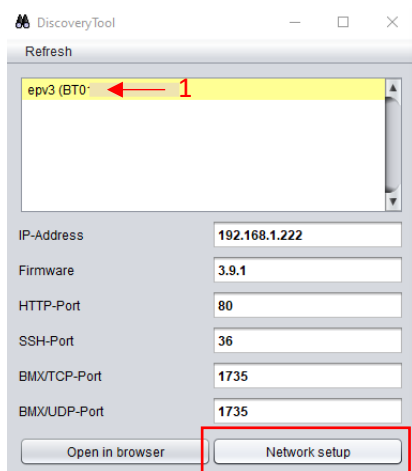 DiscoveryTool
Refresh
epv3 (BT01 1
IP-Address 192.168.1.222
Firmware 3.9.1
HTTP-Port 80
SSH-Port 36
BMX/TCP-Port 1735
BMX/UDP-Port 1735
Open in browser Network setup